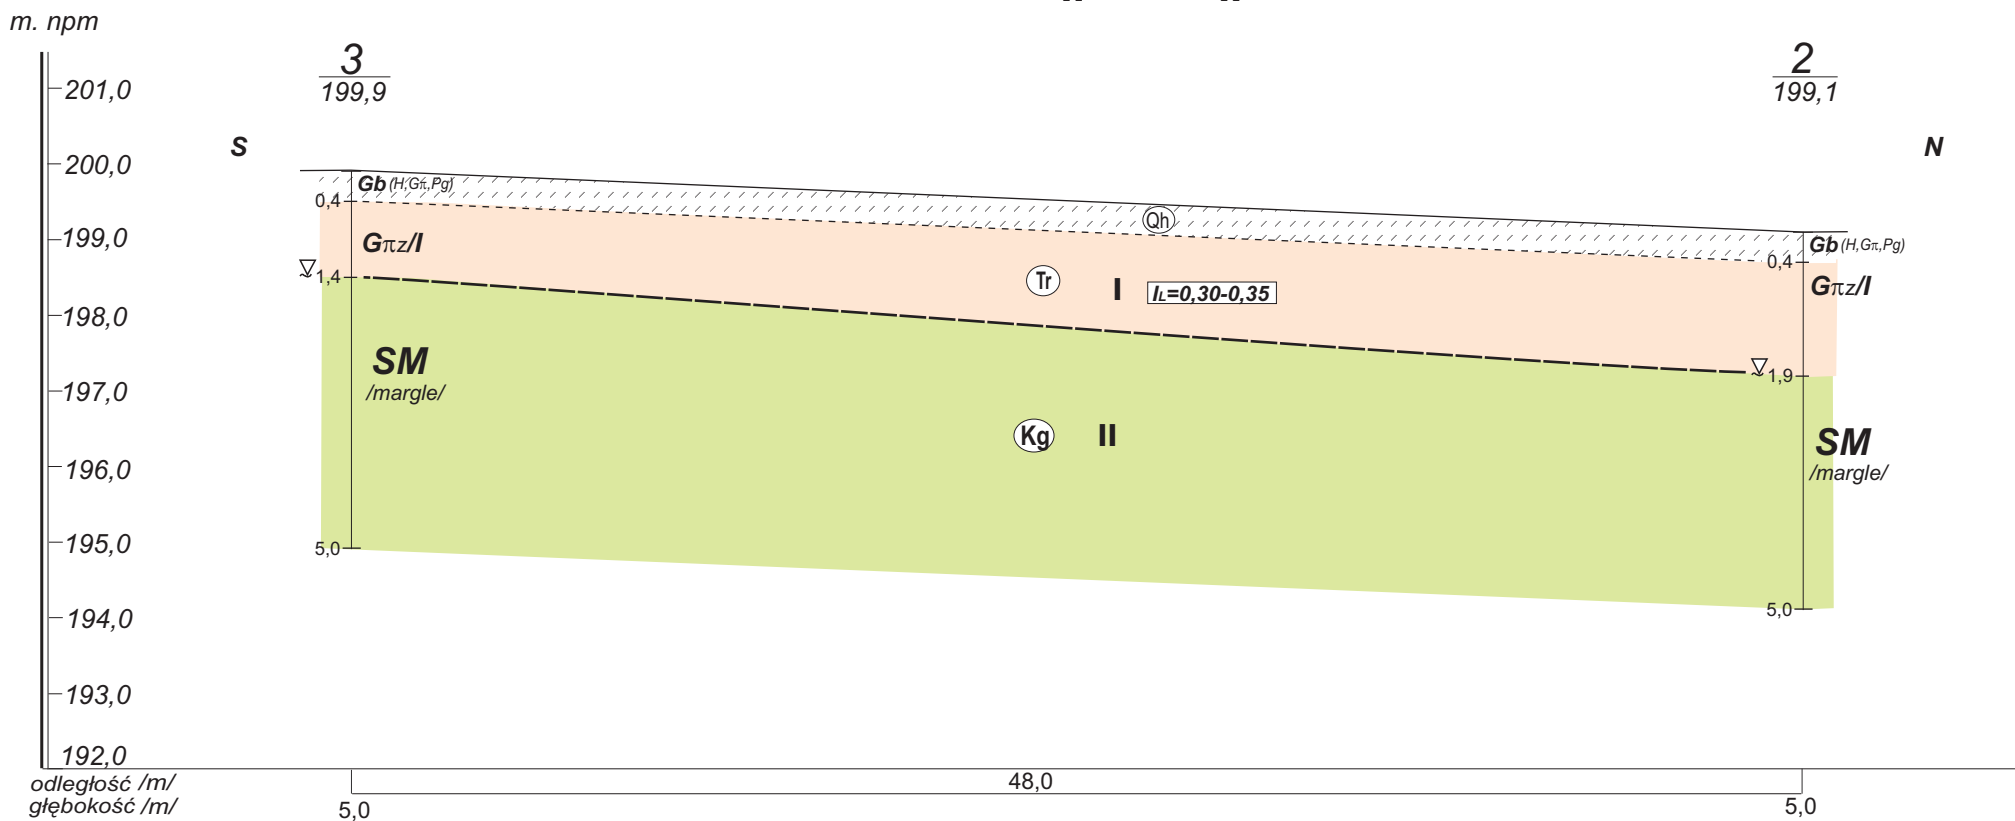 m. npm
3
199,9
2
199,1
201,0
S
N
200,0
Gb (H,Gπ,Pg)
0,4
Qh
199,0
Gπz/I
Gb (H,Gπ,Pg)
0,4
1,4
Tr
I
IL=0,30-0,35
Gπz/I
198,0
SM
/margle/
197,0
1,9
Kg
II
SM
/margle/
196,0
195,0
5,0
194,0
5,0
193,0
192,0
odległość /m/
48,0
głębokość /m/
5,0
5,0